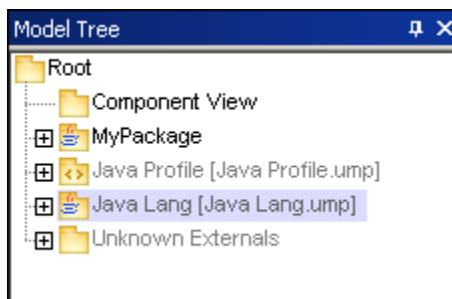 Model Tree
Root
Component View
MyPackage
Java Profile [Java Profile.ump]
Java Lang [Java Lang.ump]
Unknown Externals